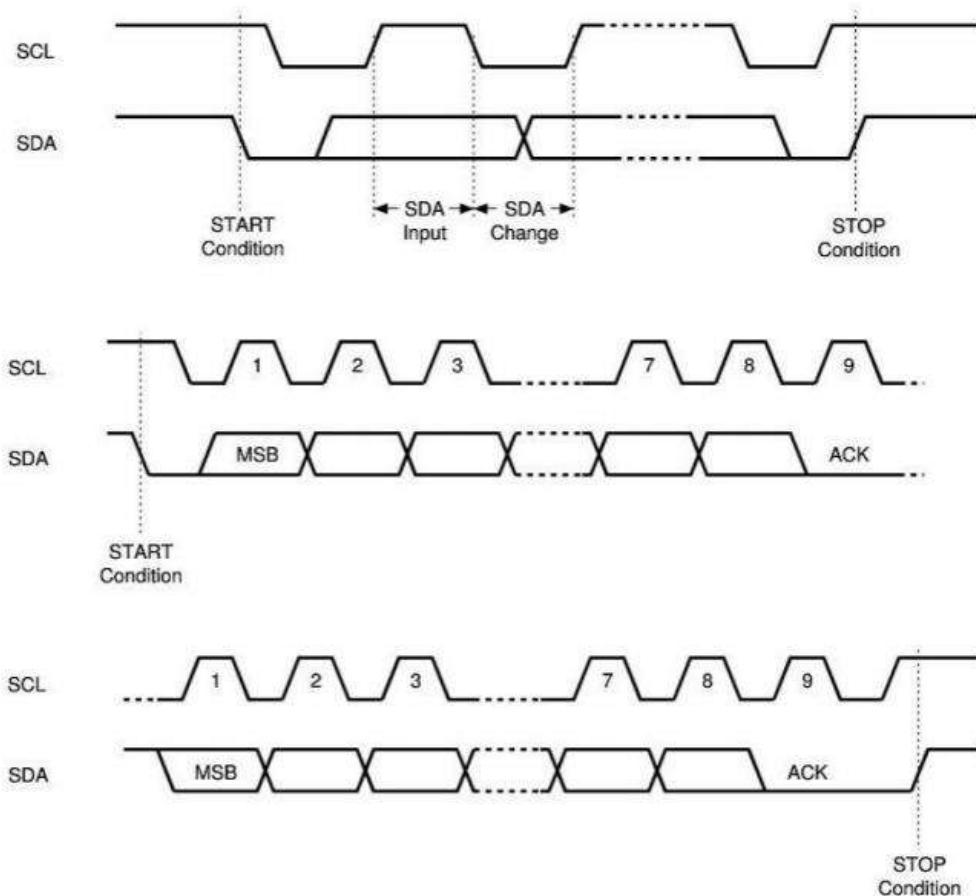 SCL
SDA
SDA
Input
SDA
Change
START
Condition
STOP
Condition
SCL
1
2
3
7
8
9
SDA
MSB
ACK
START
Condition
SCL
1
2
3
7
8
9
SDA
MSB
ACK
STOP
Condition